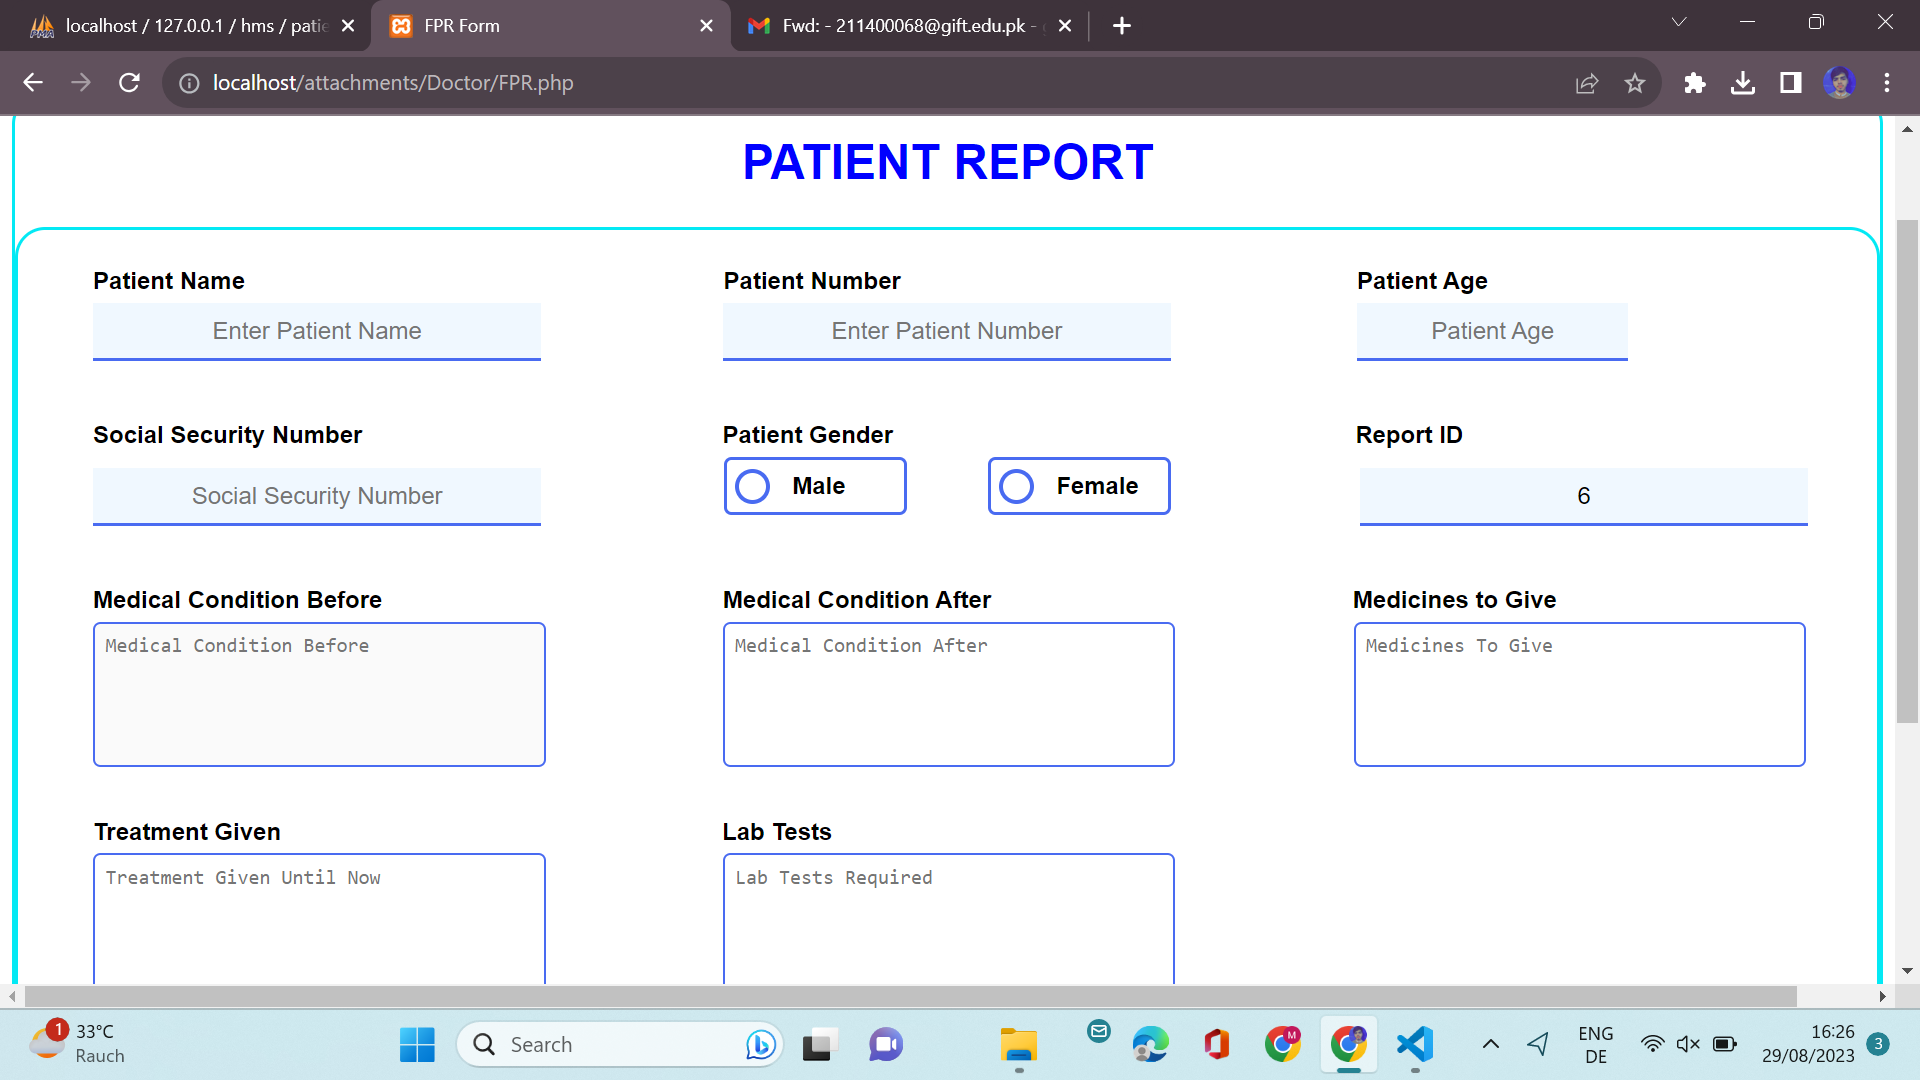 localhost / 127.0.0.1 / hms / patie
FPR Form
Fwd: - 211400068@gift.edu.pk -
localhost/attachments/Doctor/FPR.php
PATIENT REPORT
Patient Name
Patient Number
Patient Age
Enter Patient Name
Enter Patient Number
Patient Age
Social Security Number
Patient Gender
Report ID
Social Security Number
Male
Female
6
Medical Condition Before
Medical Condition After
Medicines to Give
Medical Condition Before
Medical Condition After
Medicines To Give
Treatment Given
Lab Tests
Treatment Given Until Now
Lab Tests Required
1
33°C
Rauch
Search
M
ENG
DE
16:26
29/08/2023
3